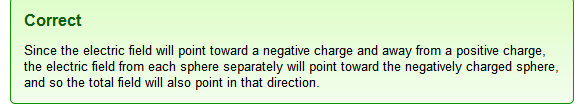 Correct
Since the electric field will point toward a negative charge and away from a positive charge,
the electric field from each sphere separately will point toward the negatively charged sphere,
and so the total field will also point in that direction.